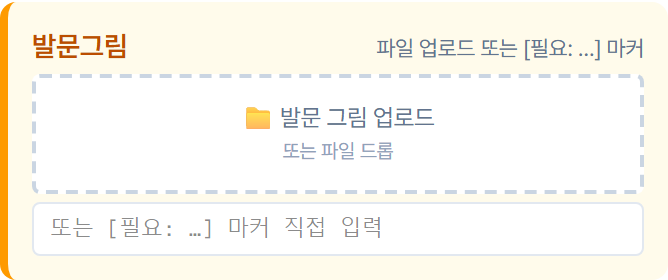 발문그림
파일 업로드 또는 [필요: ...] 마커
발문 그림 업로드
또는 파일 드롭
또는 [필요: …] 마커 직접 입력